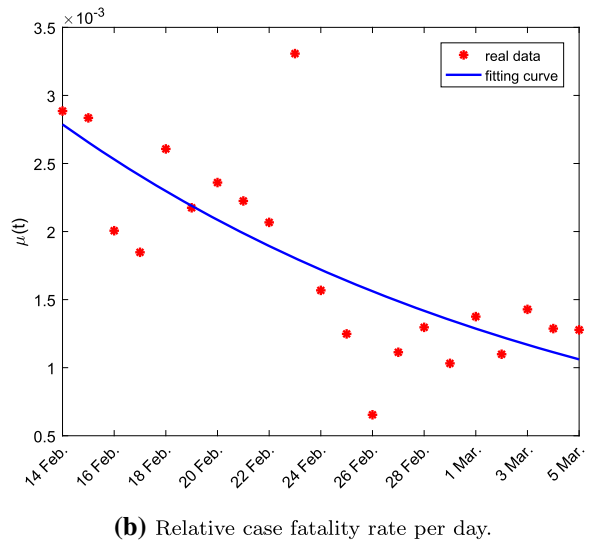 ×10⁻³
3.5
3
2.5
2
1.5
1
0.5
μ(t)
real data
fitting curve
14 Feb.
16 Feb.
18 Feb.
20 Feb.
22 Feb.
24 Feb.
26 Feb.
28 Feb.
1 Mar.
3 Mar.
5 Mar.
(b) Relative case fatality rate per day.